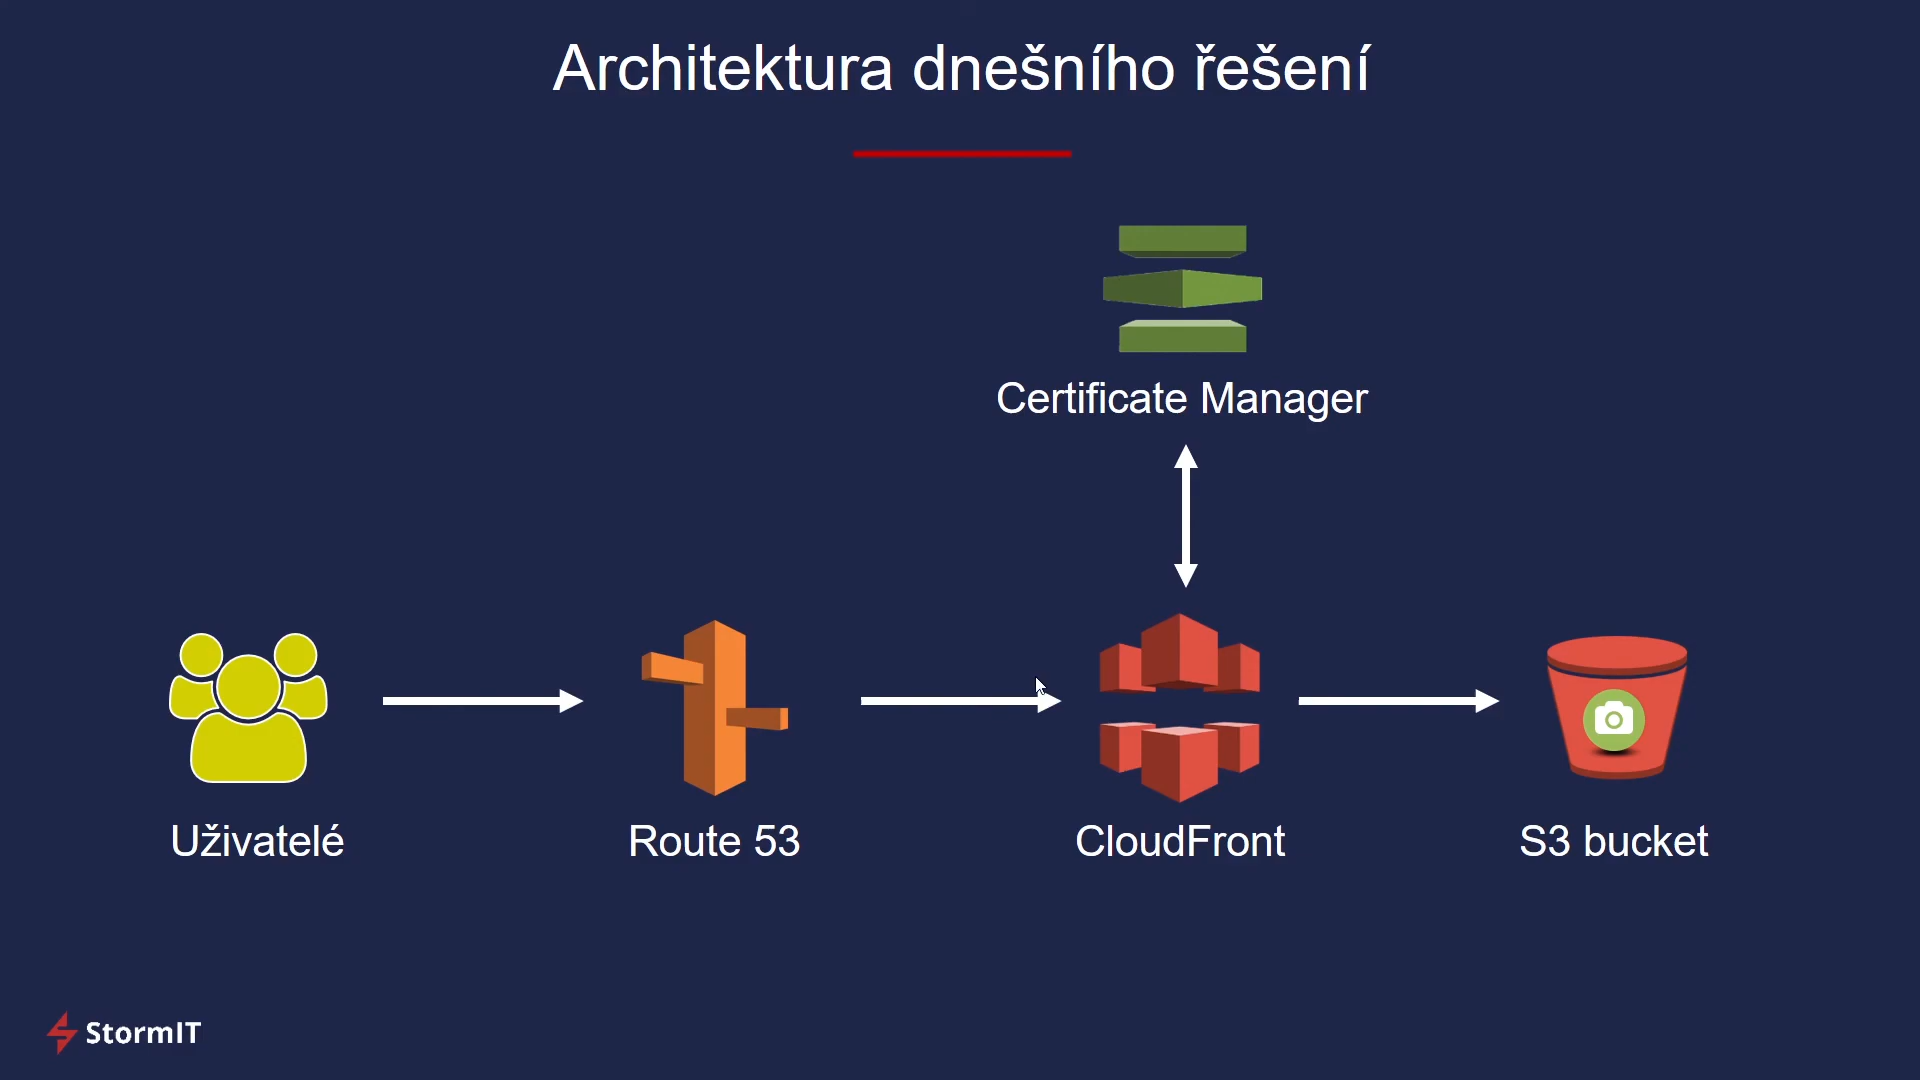 Architektura dnešního řešení
Certificate Manager
Uživatelé
Route 53
CloudFront
S3 bucket
StormIT